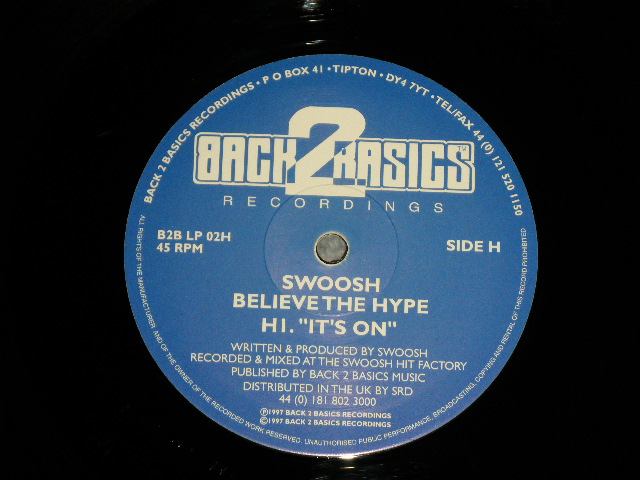 BACK 2 BASICS RECORDINGS • P O BOX 41 • TIPTON • DY4 7YT • TEL/FAX 44 (0) 121 520 1150
BACK 2 BASICS™
RECORDINGS
B2B LP 02H
45 RPM
SIDE H
SWOOSH
BELIEVE THE HYPE
H1. "IT'S ON"
WRITTEN & PRODUCED BY SWOOSH
RECORDED & MIXED AT THE SWOOSH HIT FACTORY
PUBLISHED BY BACK 2 BASICS MUSIC
DISTRIBUTED IN THE UK BY SRD
44 (0) 181 802 3000
℗1997 BACK 2 BASICS RECORDINGS
©1997 BACK 2 BASICS RECORDINGS
ALL RIGHTS OF THE MANUFACTURER AND OF THE OWNER OF THE RECORDED WORK RESERVED. UNAUTHORISED PUBLIC PERFORMANCE, BROADCASTING, COPYING AND RENTAL OF THIS RECORD PROHIBITED